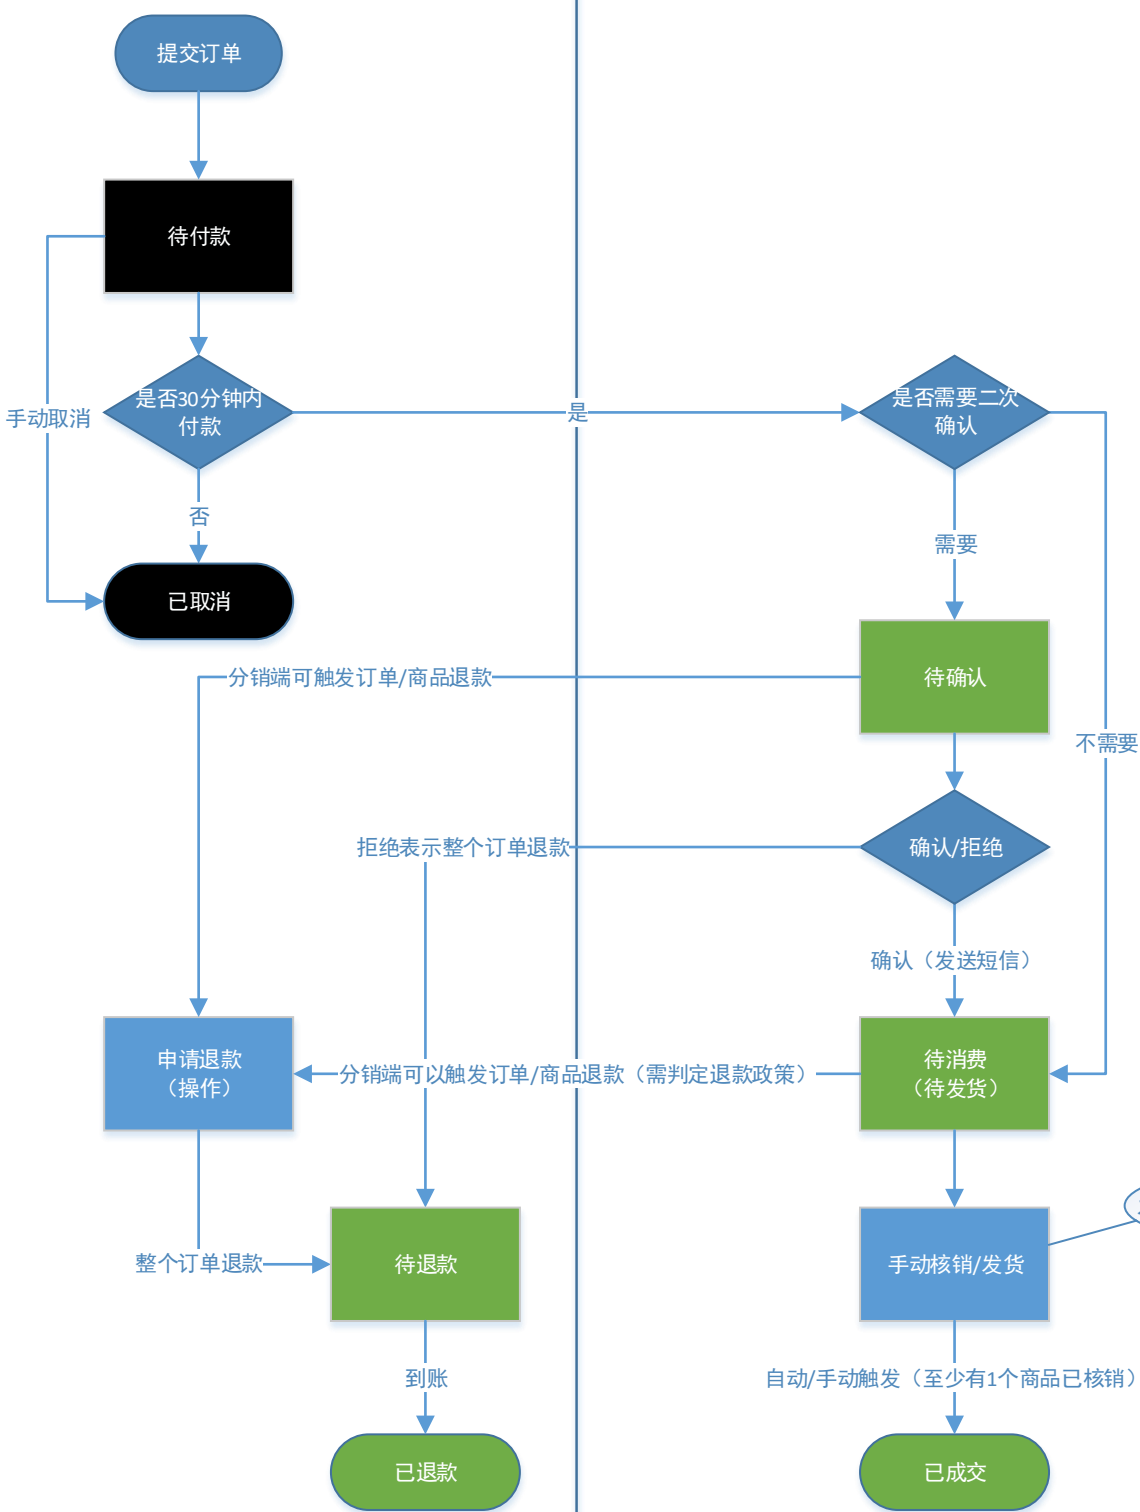 提交订单
待付款
是否30分钟内
付款
手动取消
是
是否需要二次
确认
否
需要
已取消
分销端可触发订单/商品退款
待确认
不需要
拒绝表示整个订单退款
确认/拒绝
确认（发送短信）
申请退款
（操作）
分销端可以触发订单/商品退款（需判定退款政策）
待消费
（待发货）
整个订单退款
待退款
手动核销/发货
到账
自动/手动触发（至少有1个商品已核销）
已退款
已成交